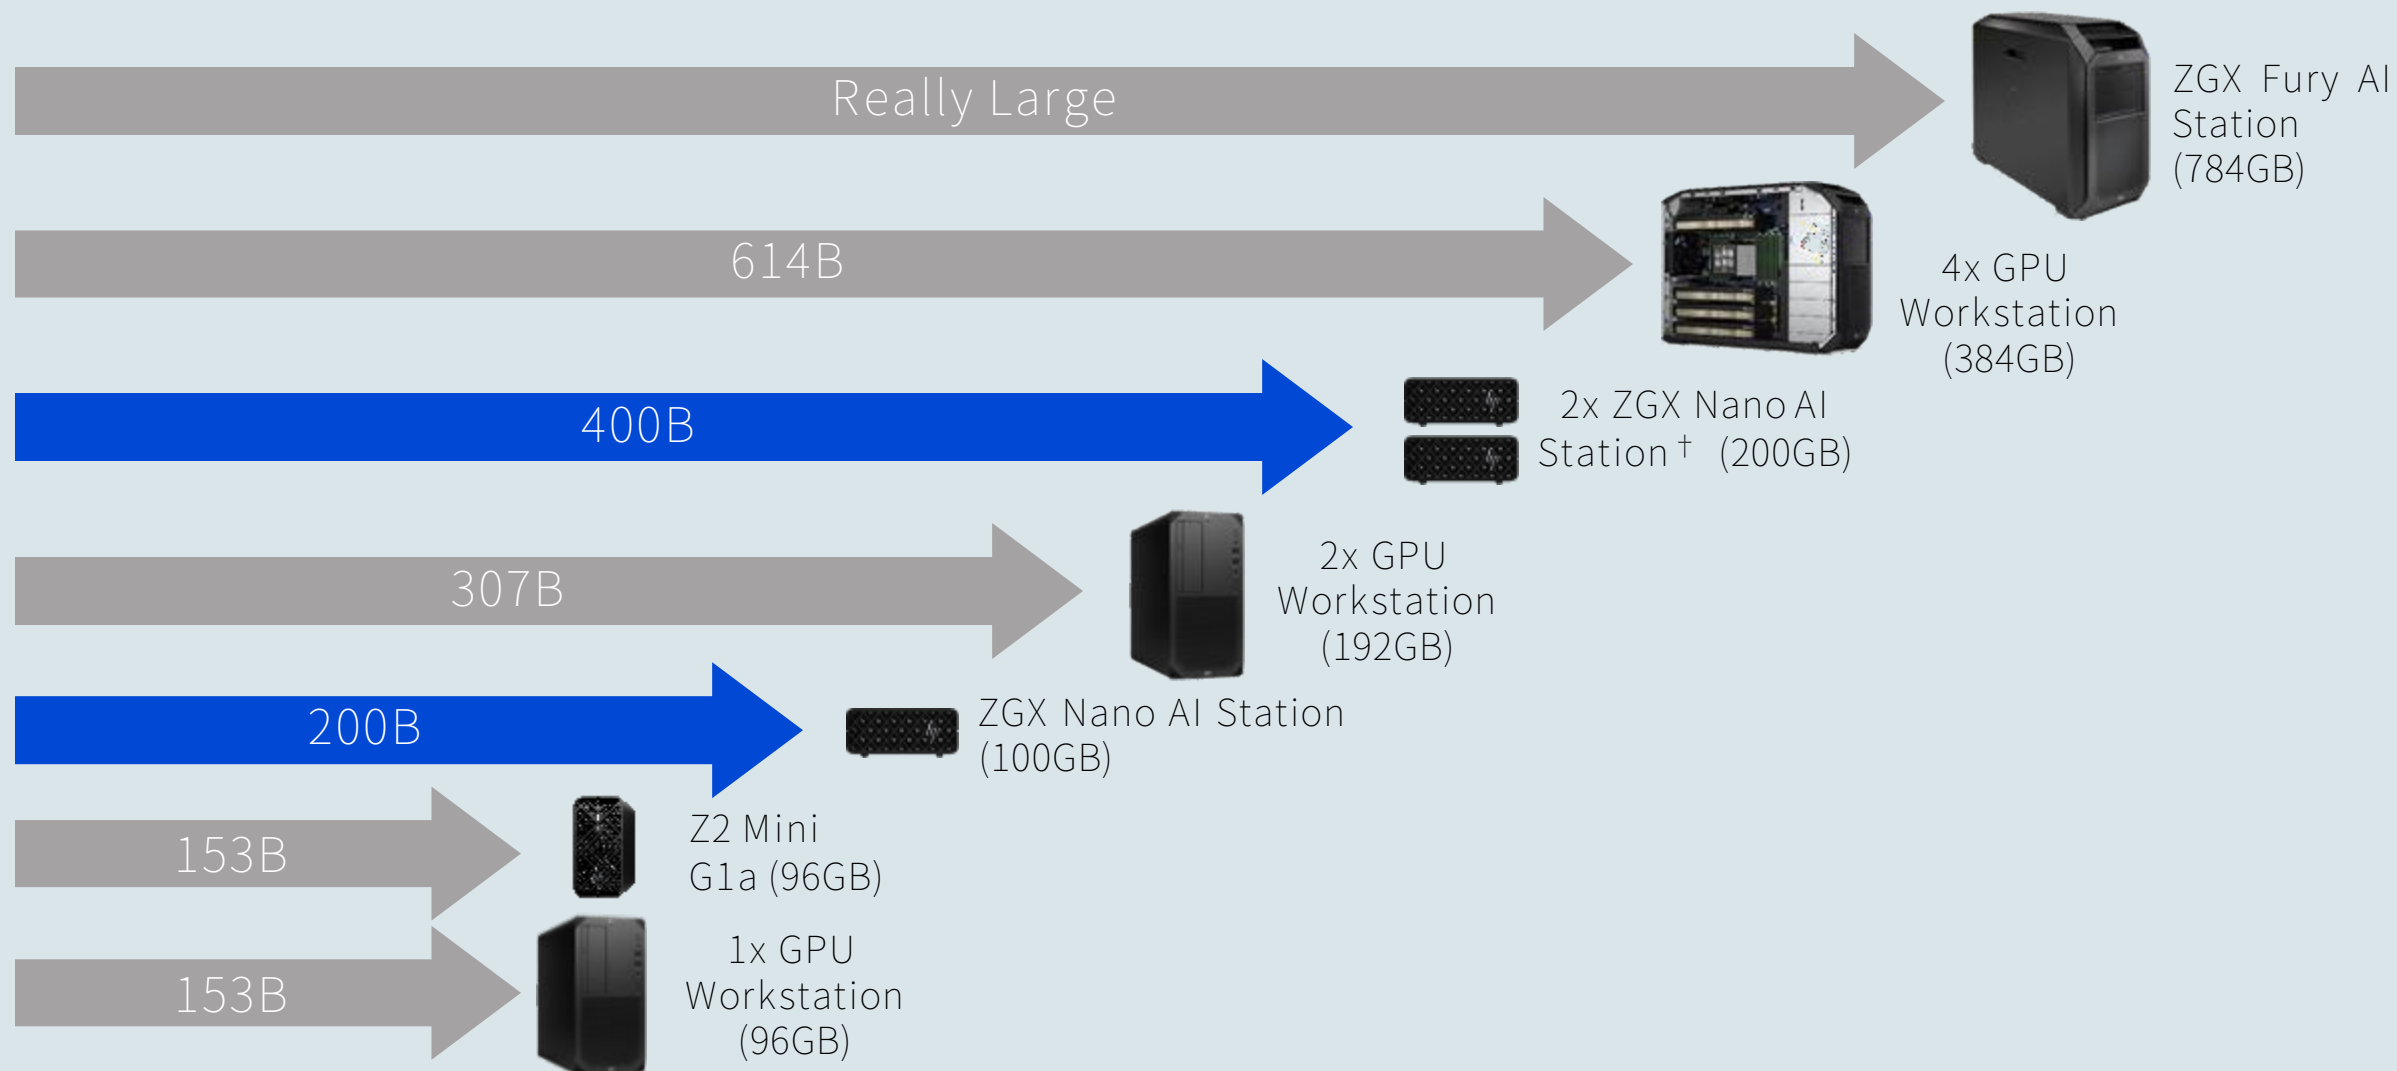 Really Large
ZGX Fury AI
Station
(784GB)
614B
4x GPU
Workstation
(384GB)
400B
2x ZGX Nano AI
Station† (200GB)
307B
2x GPU
Workstation
(192GB)
200B
ZGX Nano AI Station
(100GB)
153B
Z2 Mini
G1a (96GB)
153B
1x GPU
Workstation
(96GB)